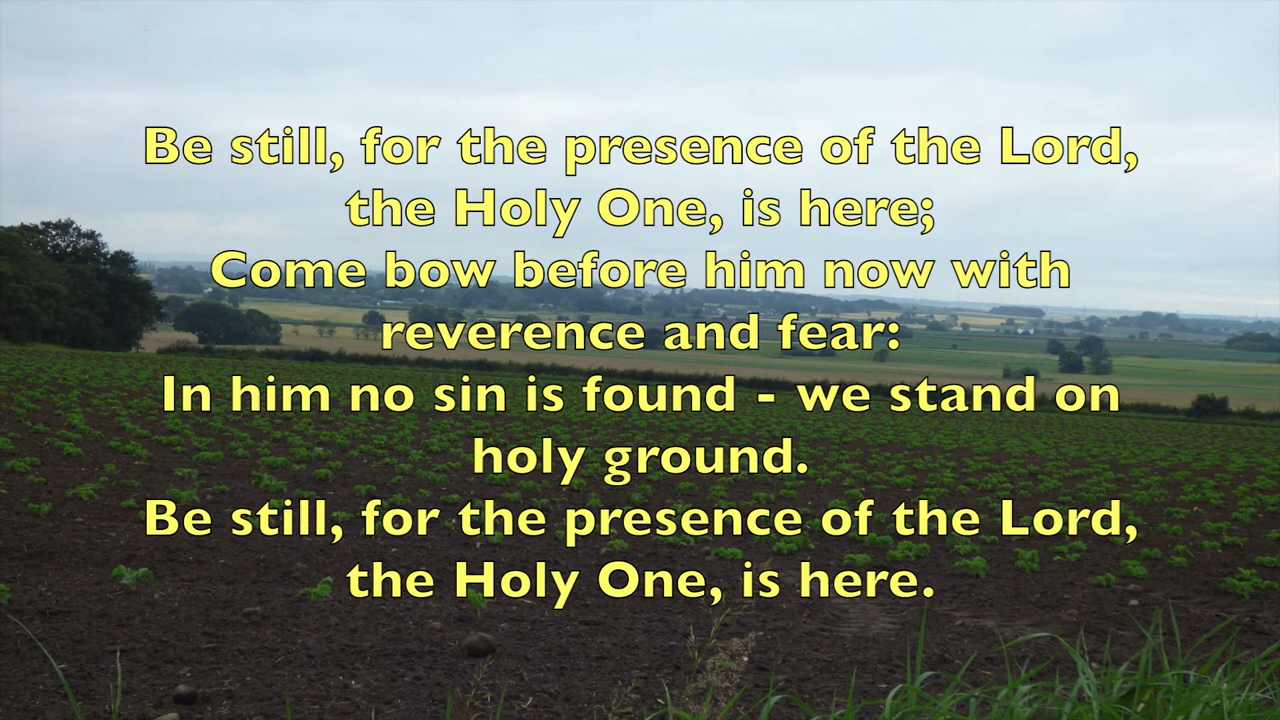 Be still, for the presence of the Lord,
the Holy One, is here;
Come bow before him now with
reverence and fear:
In him no sin is found - we stand on
holy ground.
Be still, for the presence of the Lord,
the Holy One, is here.